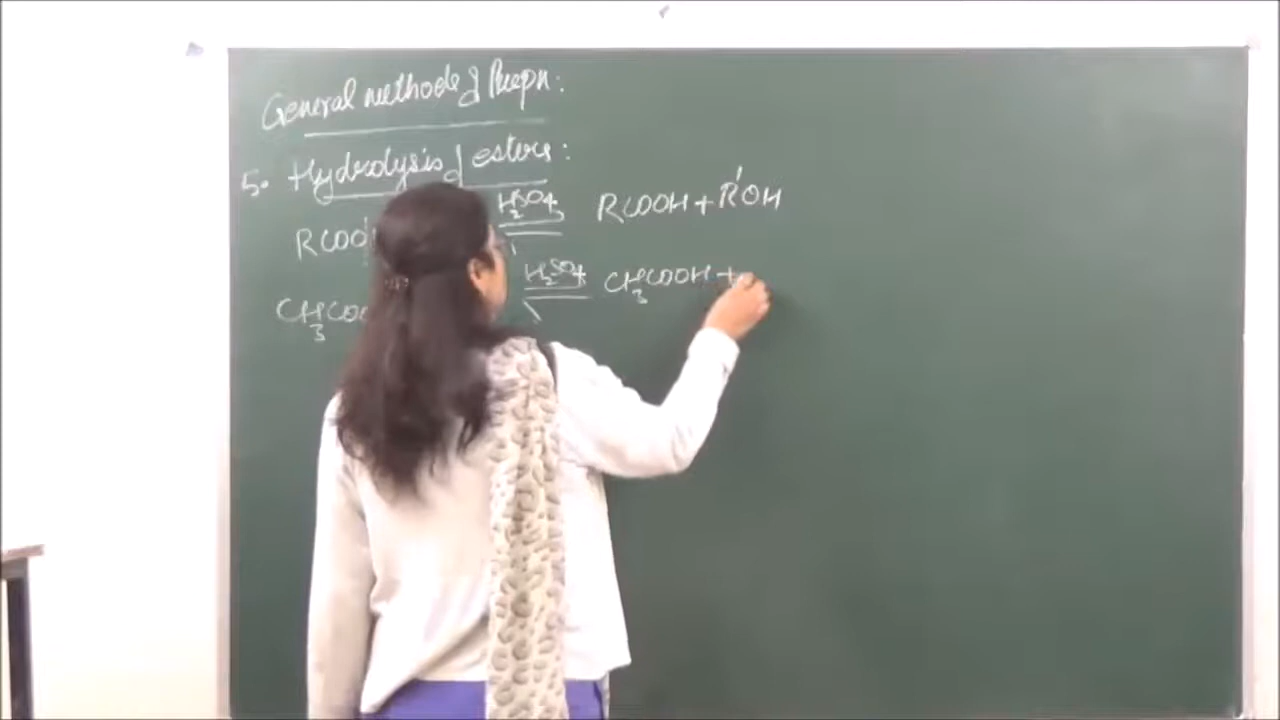 General methods of Prepn:
5. Hydrolysis of esters:
RCOO H₂SO₄ RCOOH + R'OH
CH₃COO H₂SO₄ CH₃COOH +